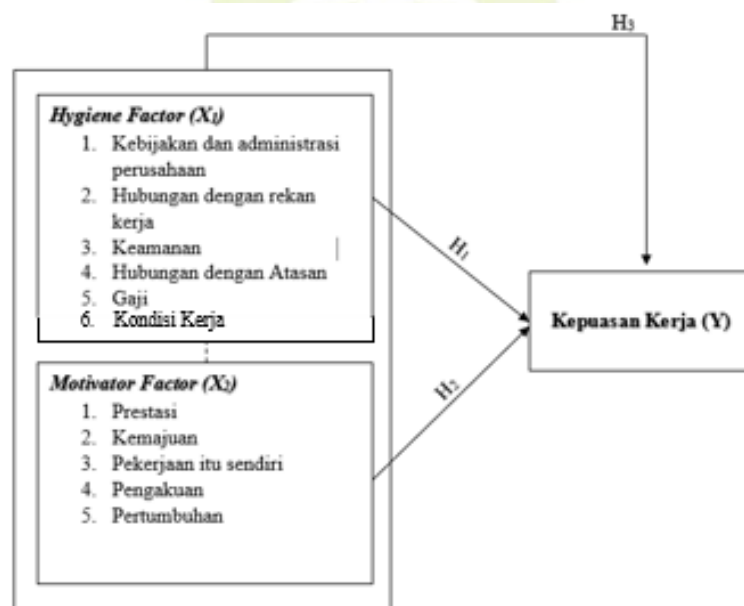 H₃
Hygiene Factor (X₁)
1. Kebijakan dan administrasi
perusahaan
2. Hubungan dengan rekan
kerja
3. Keamanan
4. Hubungan dengan Atasan
5. Gaji
6. Kondisi Kerja
H₁
Kepuasan Kerja (Y)
Motivator Factor (X₂)
1. Prestasi
2. Kemajuan
3. Pekerjaan itu sendiri
4. Pengakuan
5. Pertumbuhan
H₂